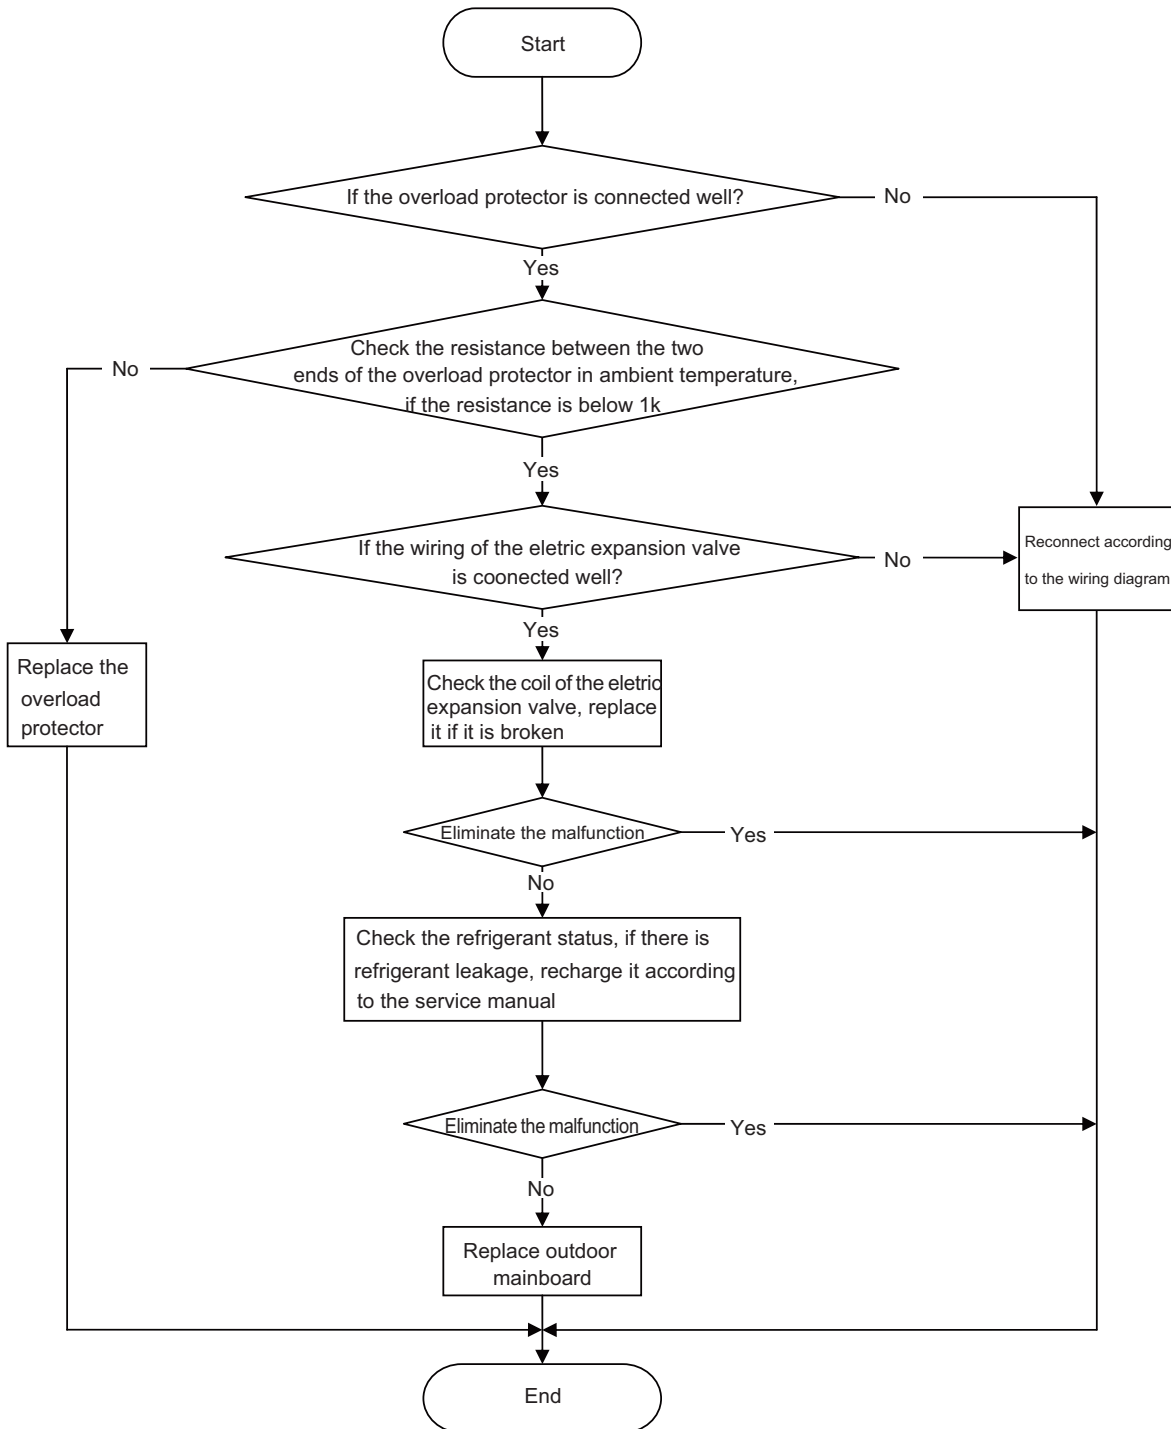 Start
If the overload protector is connected well?
No
Yes
Check the resistance between the two
ends of the overload protector in ambient temperature,
if the resistance is below 1k
No
Yes
If the wiring of the eletric expansion valve
is coonected well?
No
Reconnect according
to the wiring diagram
Yes
Replace the
overload
protector
Check the coil of the eletric
expansion valve, replace
it if it is broken
Eliminate the malfunction
Yes
No
Check the refrigerant status, if there is
refrigerant leakage, recharge it according
to the service manual
Eliminate the malfunction
Yes
No
Replace outdoor
mainboard
End